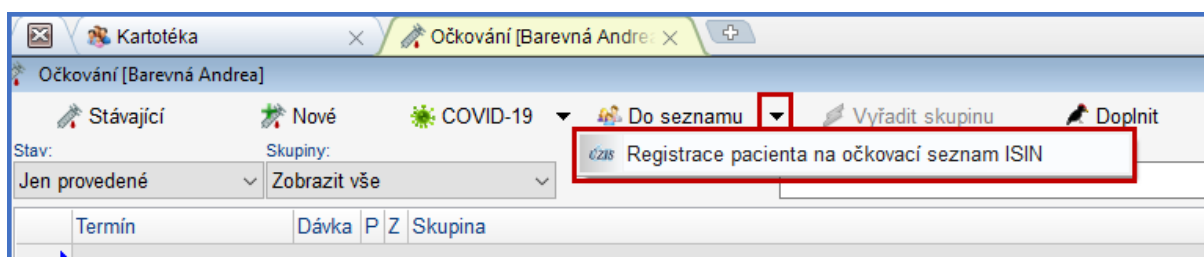 Kartotéka Očkování [Barevná Andrea
Očkování [Barevná Andrea]
Stávající Nové COVID-19 Do seznamu Vyřadit skupinu Doplnit
Stav: Skupiny:
ÚZIS Registrace pacienta na očkovací seznam ISIN
Jen provedené Zobrazit vše
Termín Dávka P Z Skupina